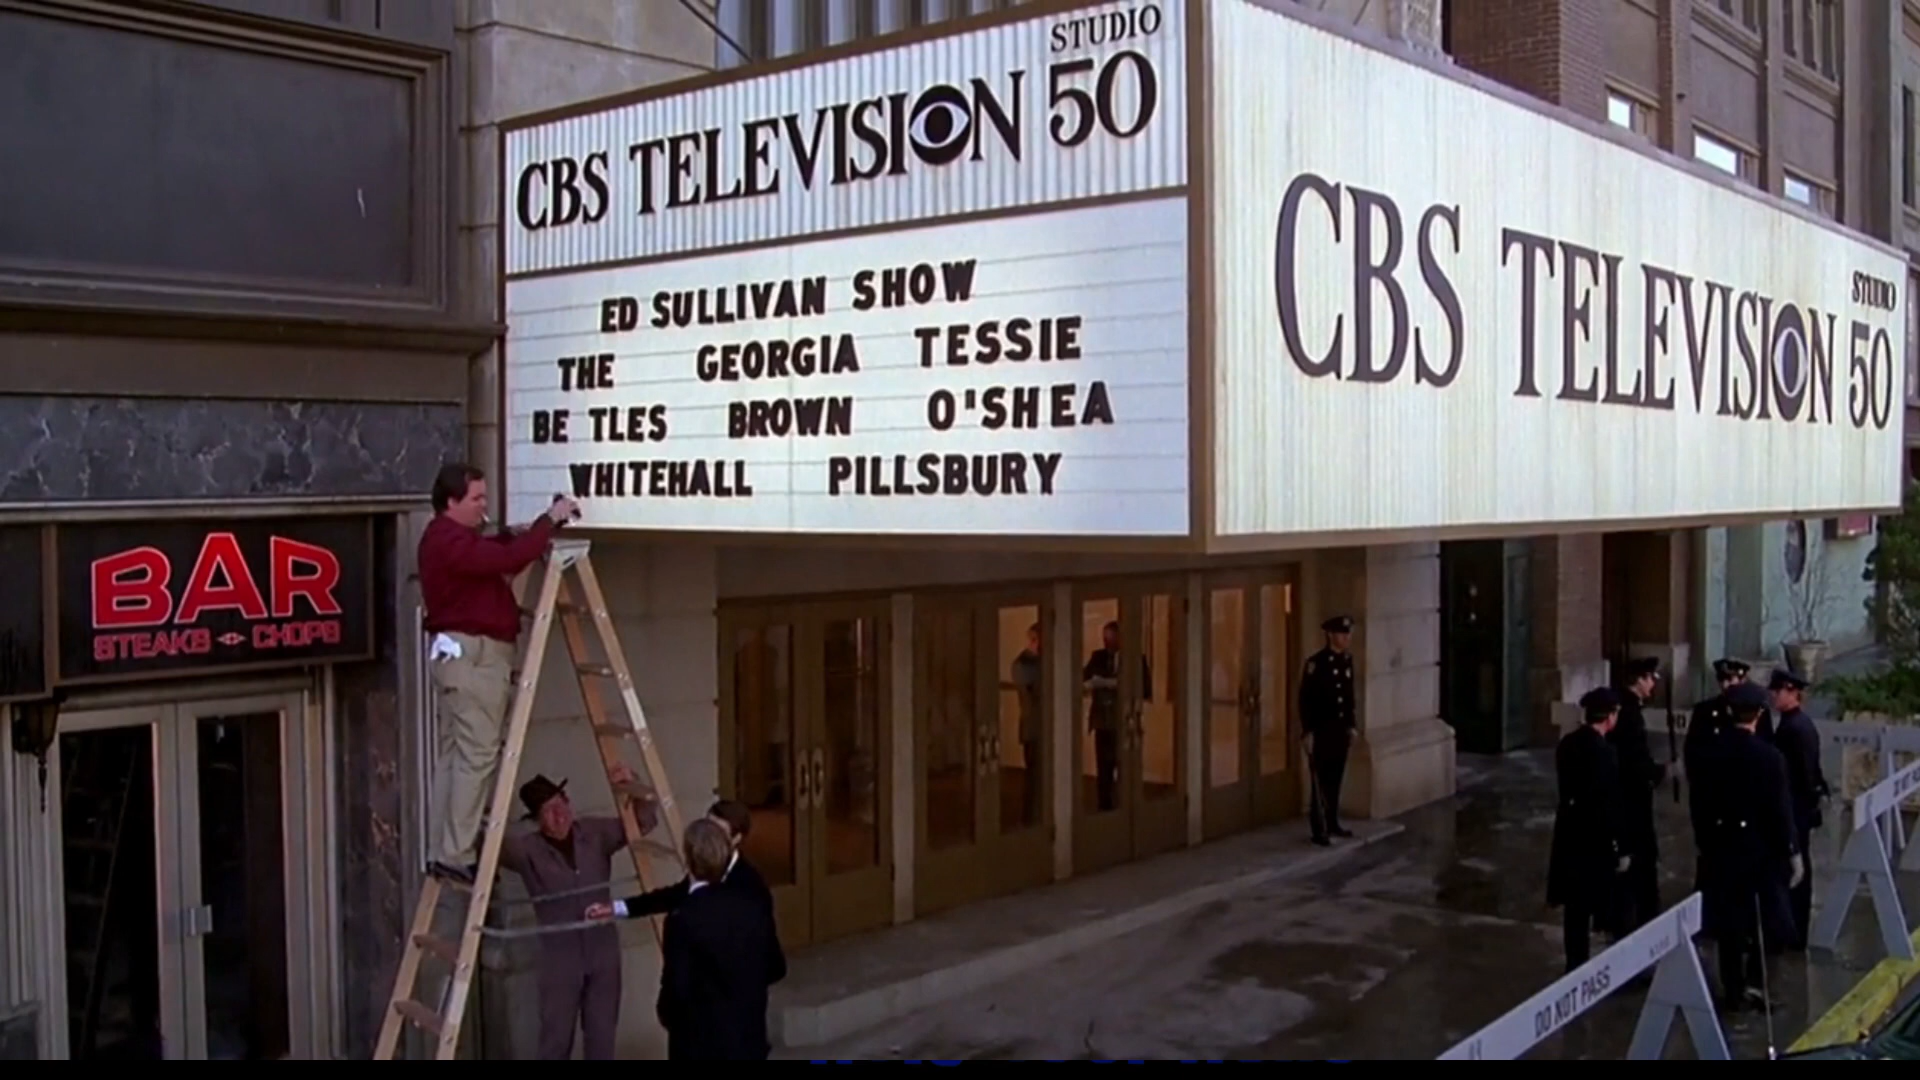 STUDIO
CBS TELEVISION 50
ED SULLIVAN SHOW
THE GEORGIA TESSIE
BE TLES BROWN O'SHEA
WHITEHALL PILLSBURY
CBS TELEVISION STUDIO 50
BAR
STEAKS CHOPS
DO NOT PASS